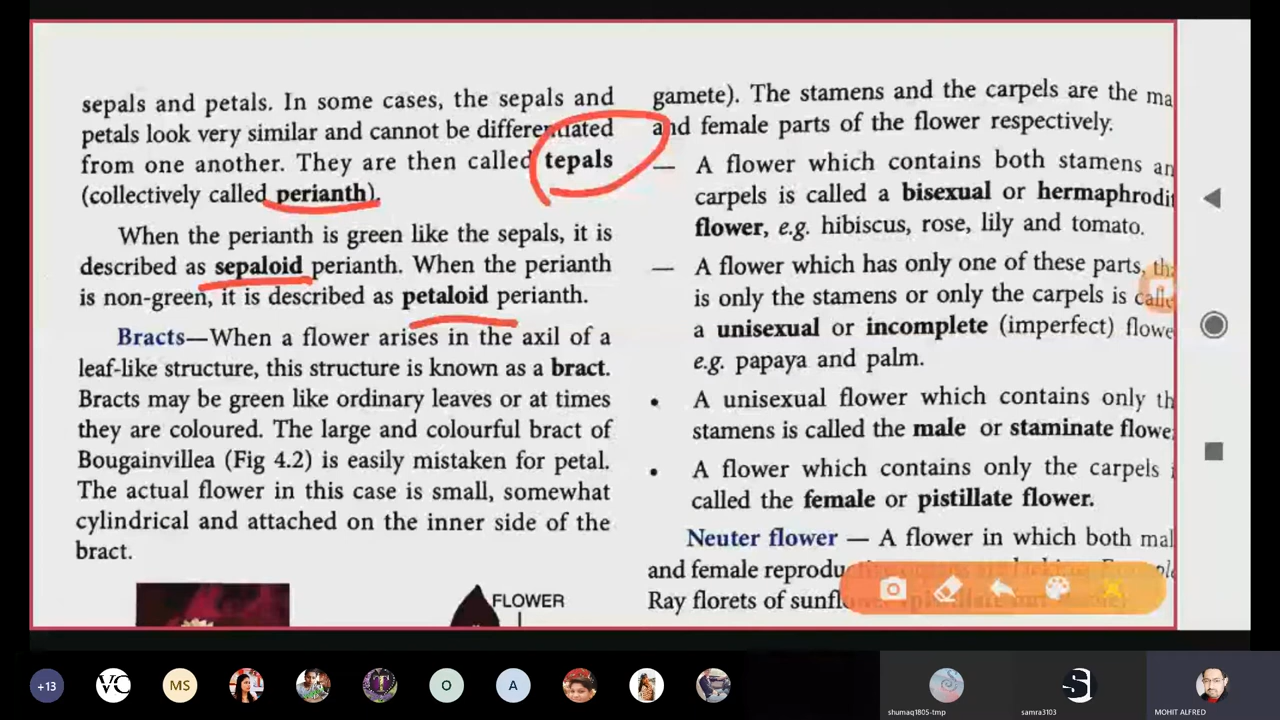 sepals and petals. In some cases, the sepals and
petals look very similar and cannot be differentiated
from one another. They are then called tepals
(collectively called perianth).
When the perianth is green like the sepals, it is
described as sepaloid perianth. When the perianth
is non-green, it is described as petaloid perianth.
Bracts—When a flower arises in the axil of a
leaf-like structure, this structure is known as a bract.
Bracts may be green like ordinary leaves or at times
they are coloured. The large and colourful bract of
Bougainvillea (Fig 4.2) is easily mistaken for petal.
The actual flower in this case is small, somewhat
cylindrical and attached on the inner side of the
bract.
FLOWER
gamete). The stamens and the carpels are the ma
and female parts of the flower respectively.
— A flower which contains both stamens an
carpels is called a bisexual or hermaphrodit
flower, e.g. hibiscus, rose, lily and tomato.
— A flower which has only one of these parts, th
is only the stamens or only the carpels is calle
a unisexual or incomplete (imperfect) flowe
e.g. papaya and palm.
• A unisexual flower which contains only th
stamens is called the male or staminate flowe
• A flower which contains only the carpels i
called the female or pistillate flower.
Neuter flower — A flower in which both mal
and female reproductive
Ray florets of sunflower
+13
VC
MS
T
O
A
S
S
shumaq1805-tmp
samra3103
MOHIT ALFRED